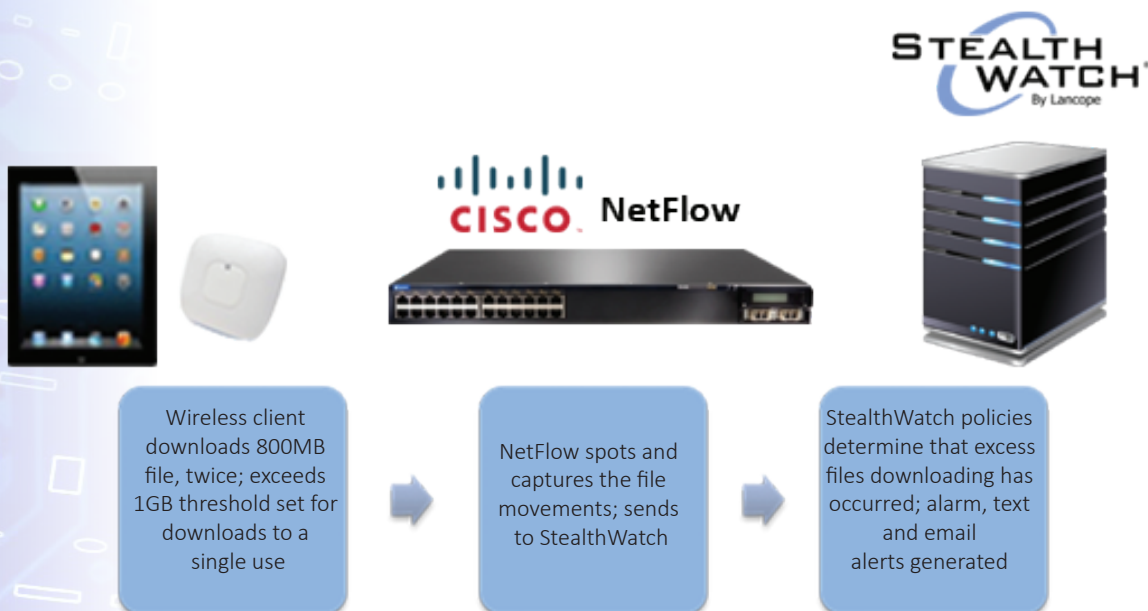 STEALTH
WATCH
By Lancope
CISCO
NetFlow
Wireless client
downloads 800MB
file, twice; exceeds
1GB threshold set for
downloads to a
single use
NetFlow spots and
captures the file
movements; sends
to StealthWatch
StealthWatch policies
determine that excess
files downloading has
occurred; alarm, text
and email
alerts generated